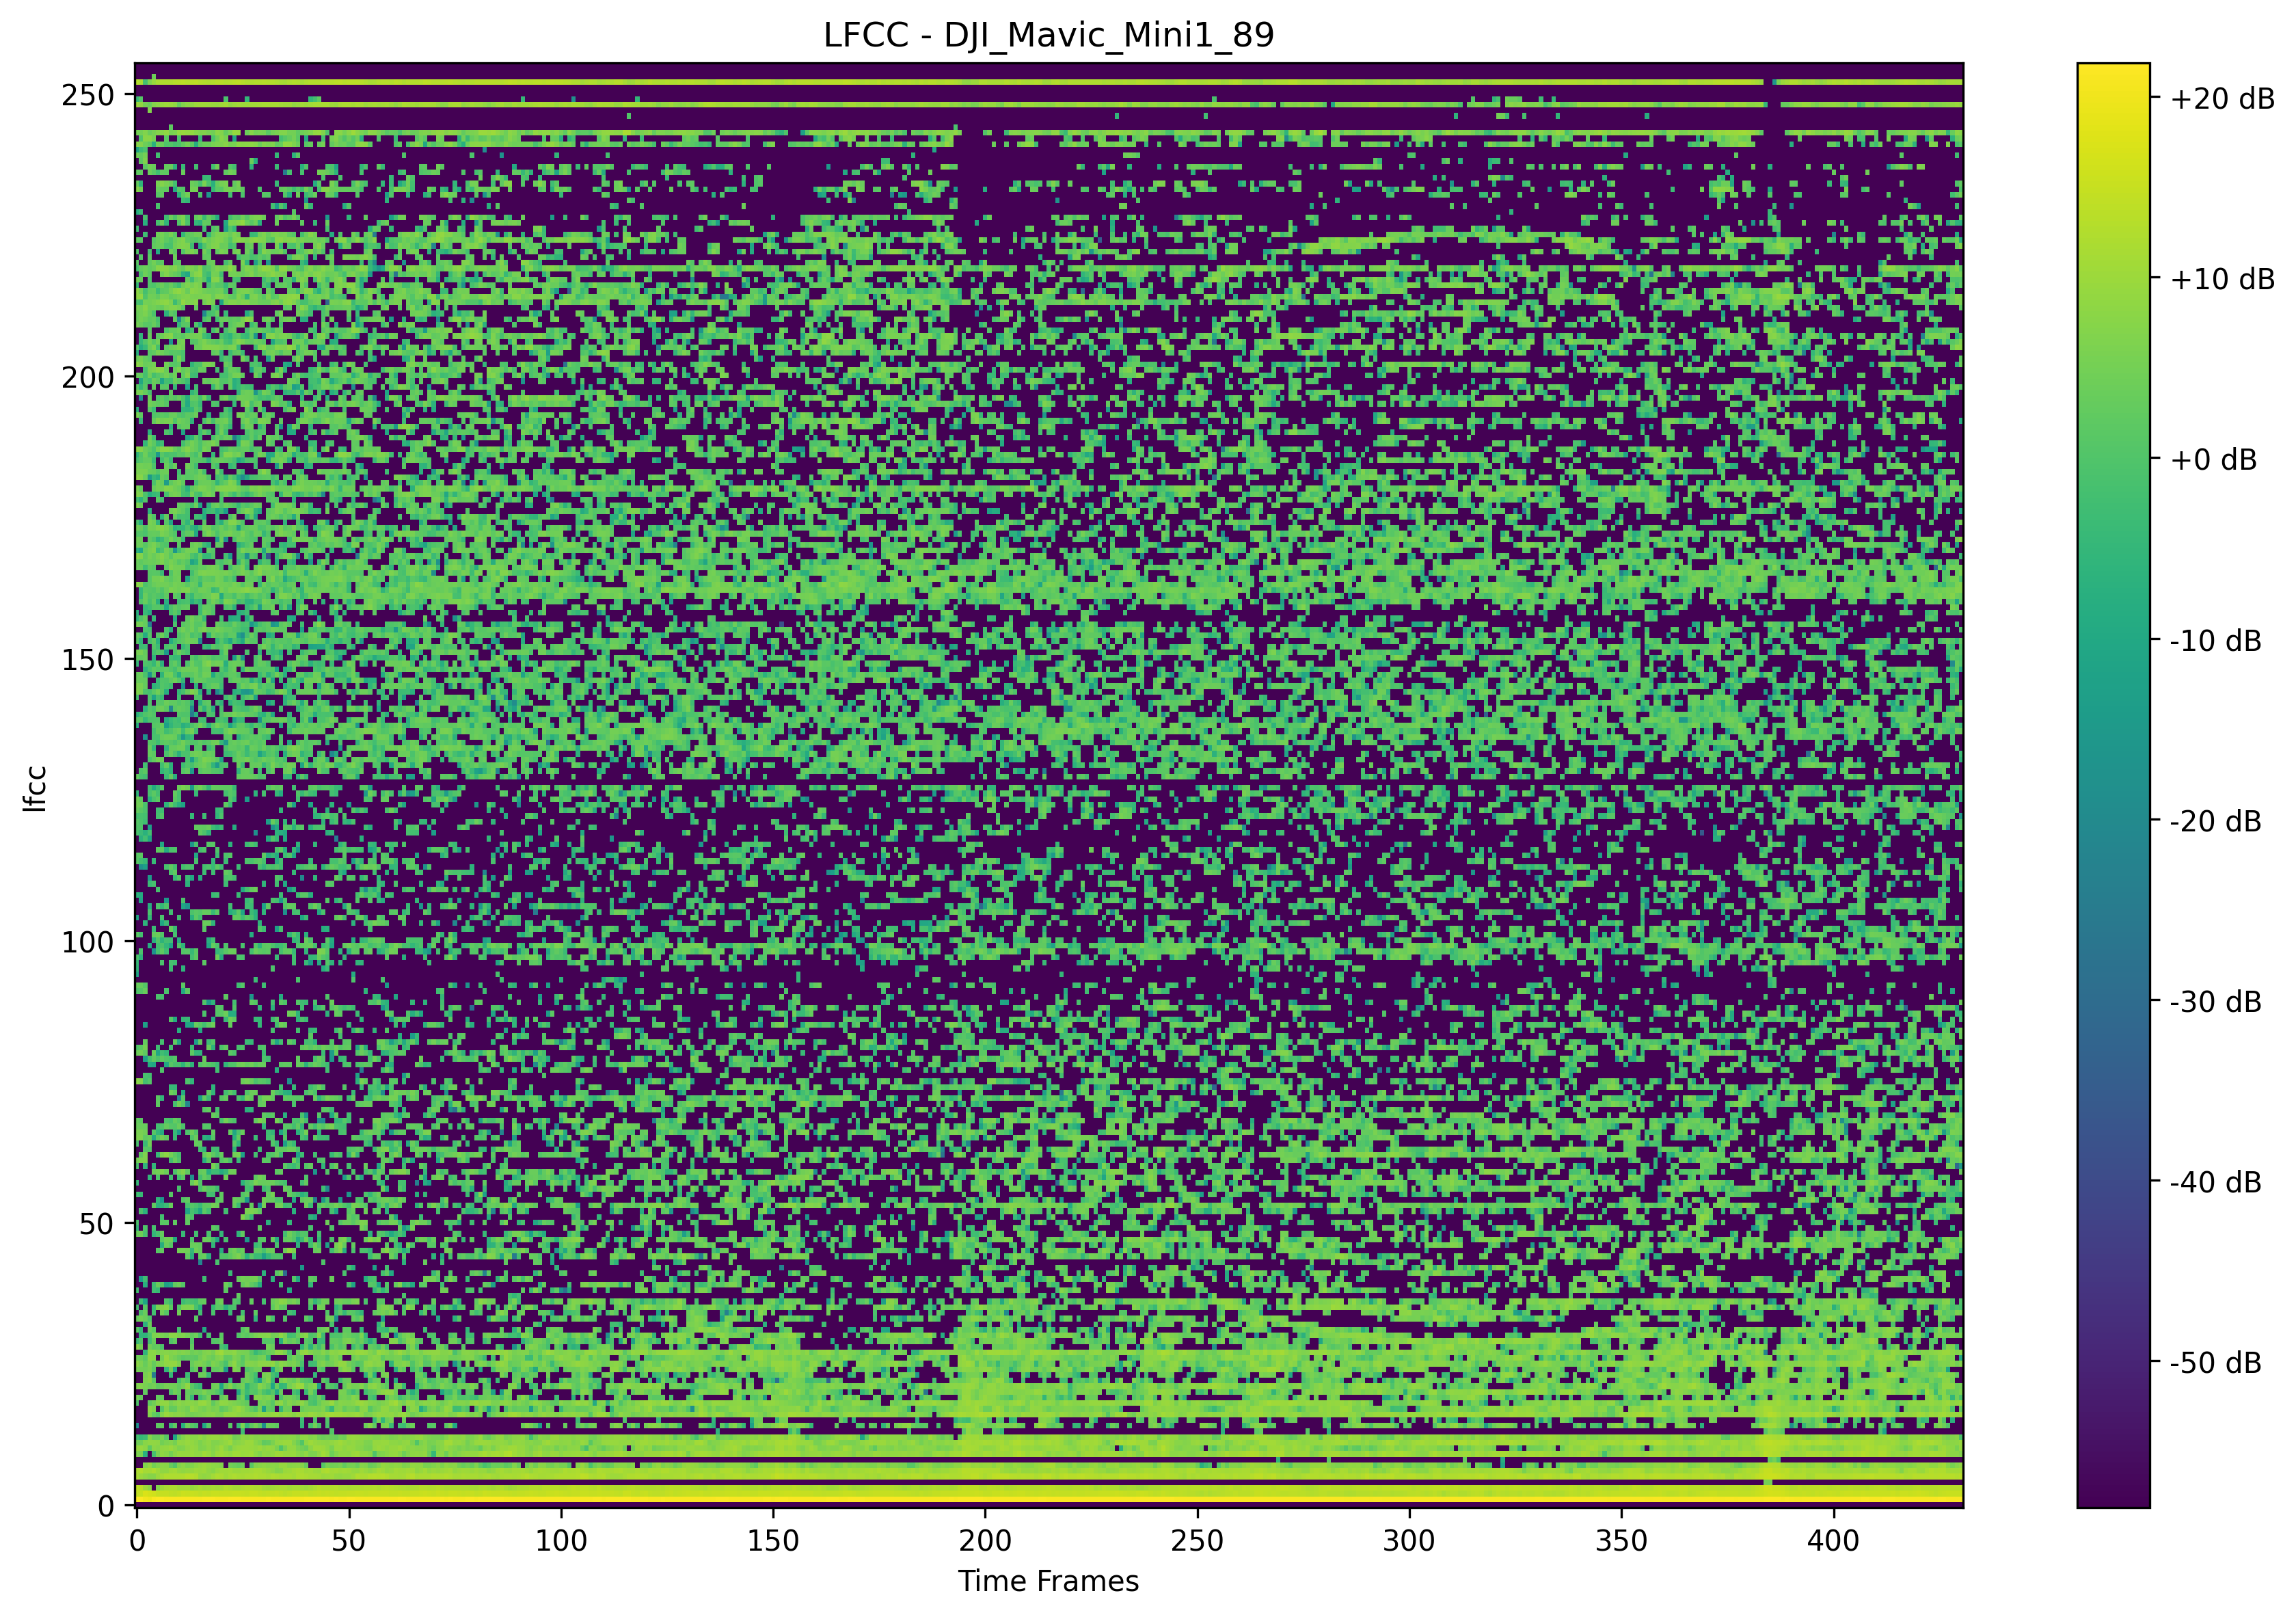 LFCC - DJI_Mavic_Mini1_89
250
200
150
100
50
0
lfcc
0 50 100 150 200 250 300 350 400
Time Frames
+20 dB
+10 dB
+0 dB
-10 dB
-20 dB
-30 dB
-40 dB
-50 dB